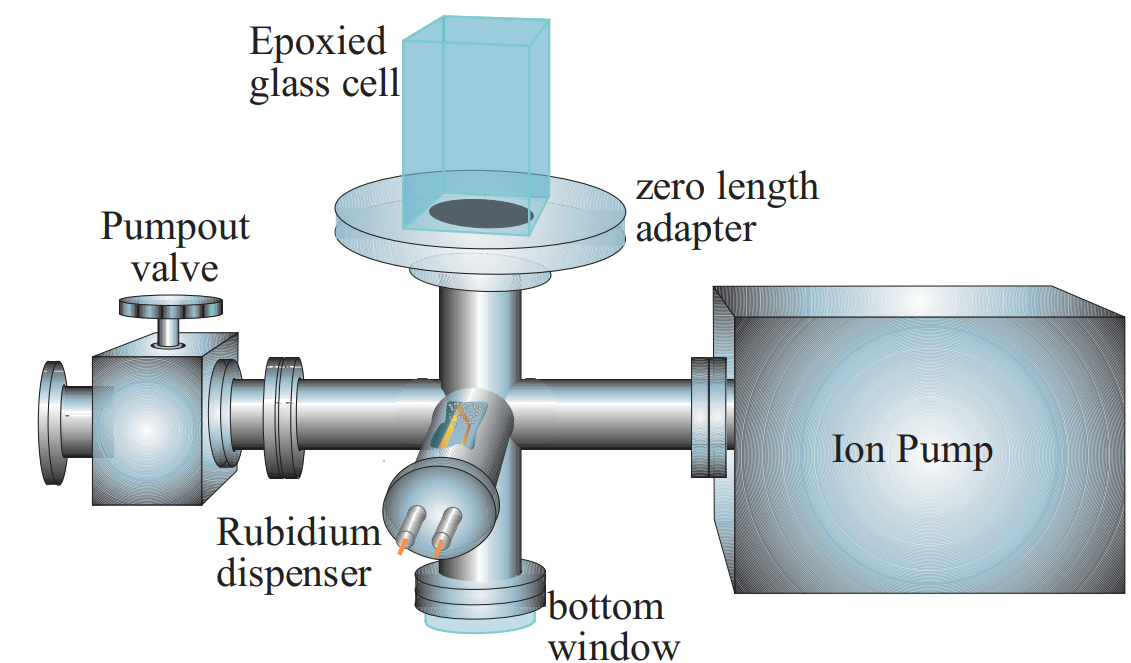 Epoxied
glass cell
zero length
adapter
Pumpout
valve
Ion Pump
Rubidium
dispenser
bottom
window